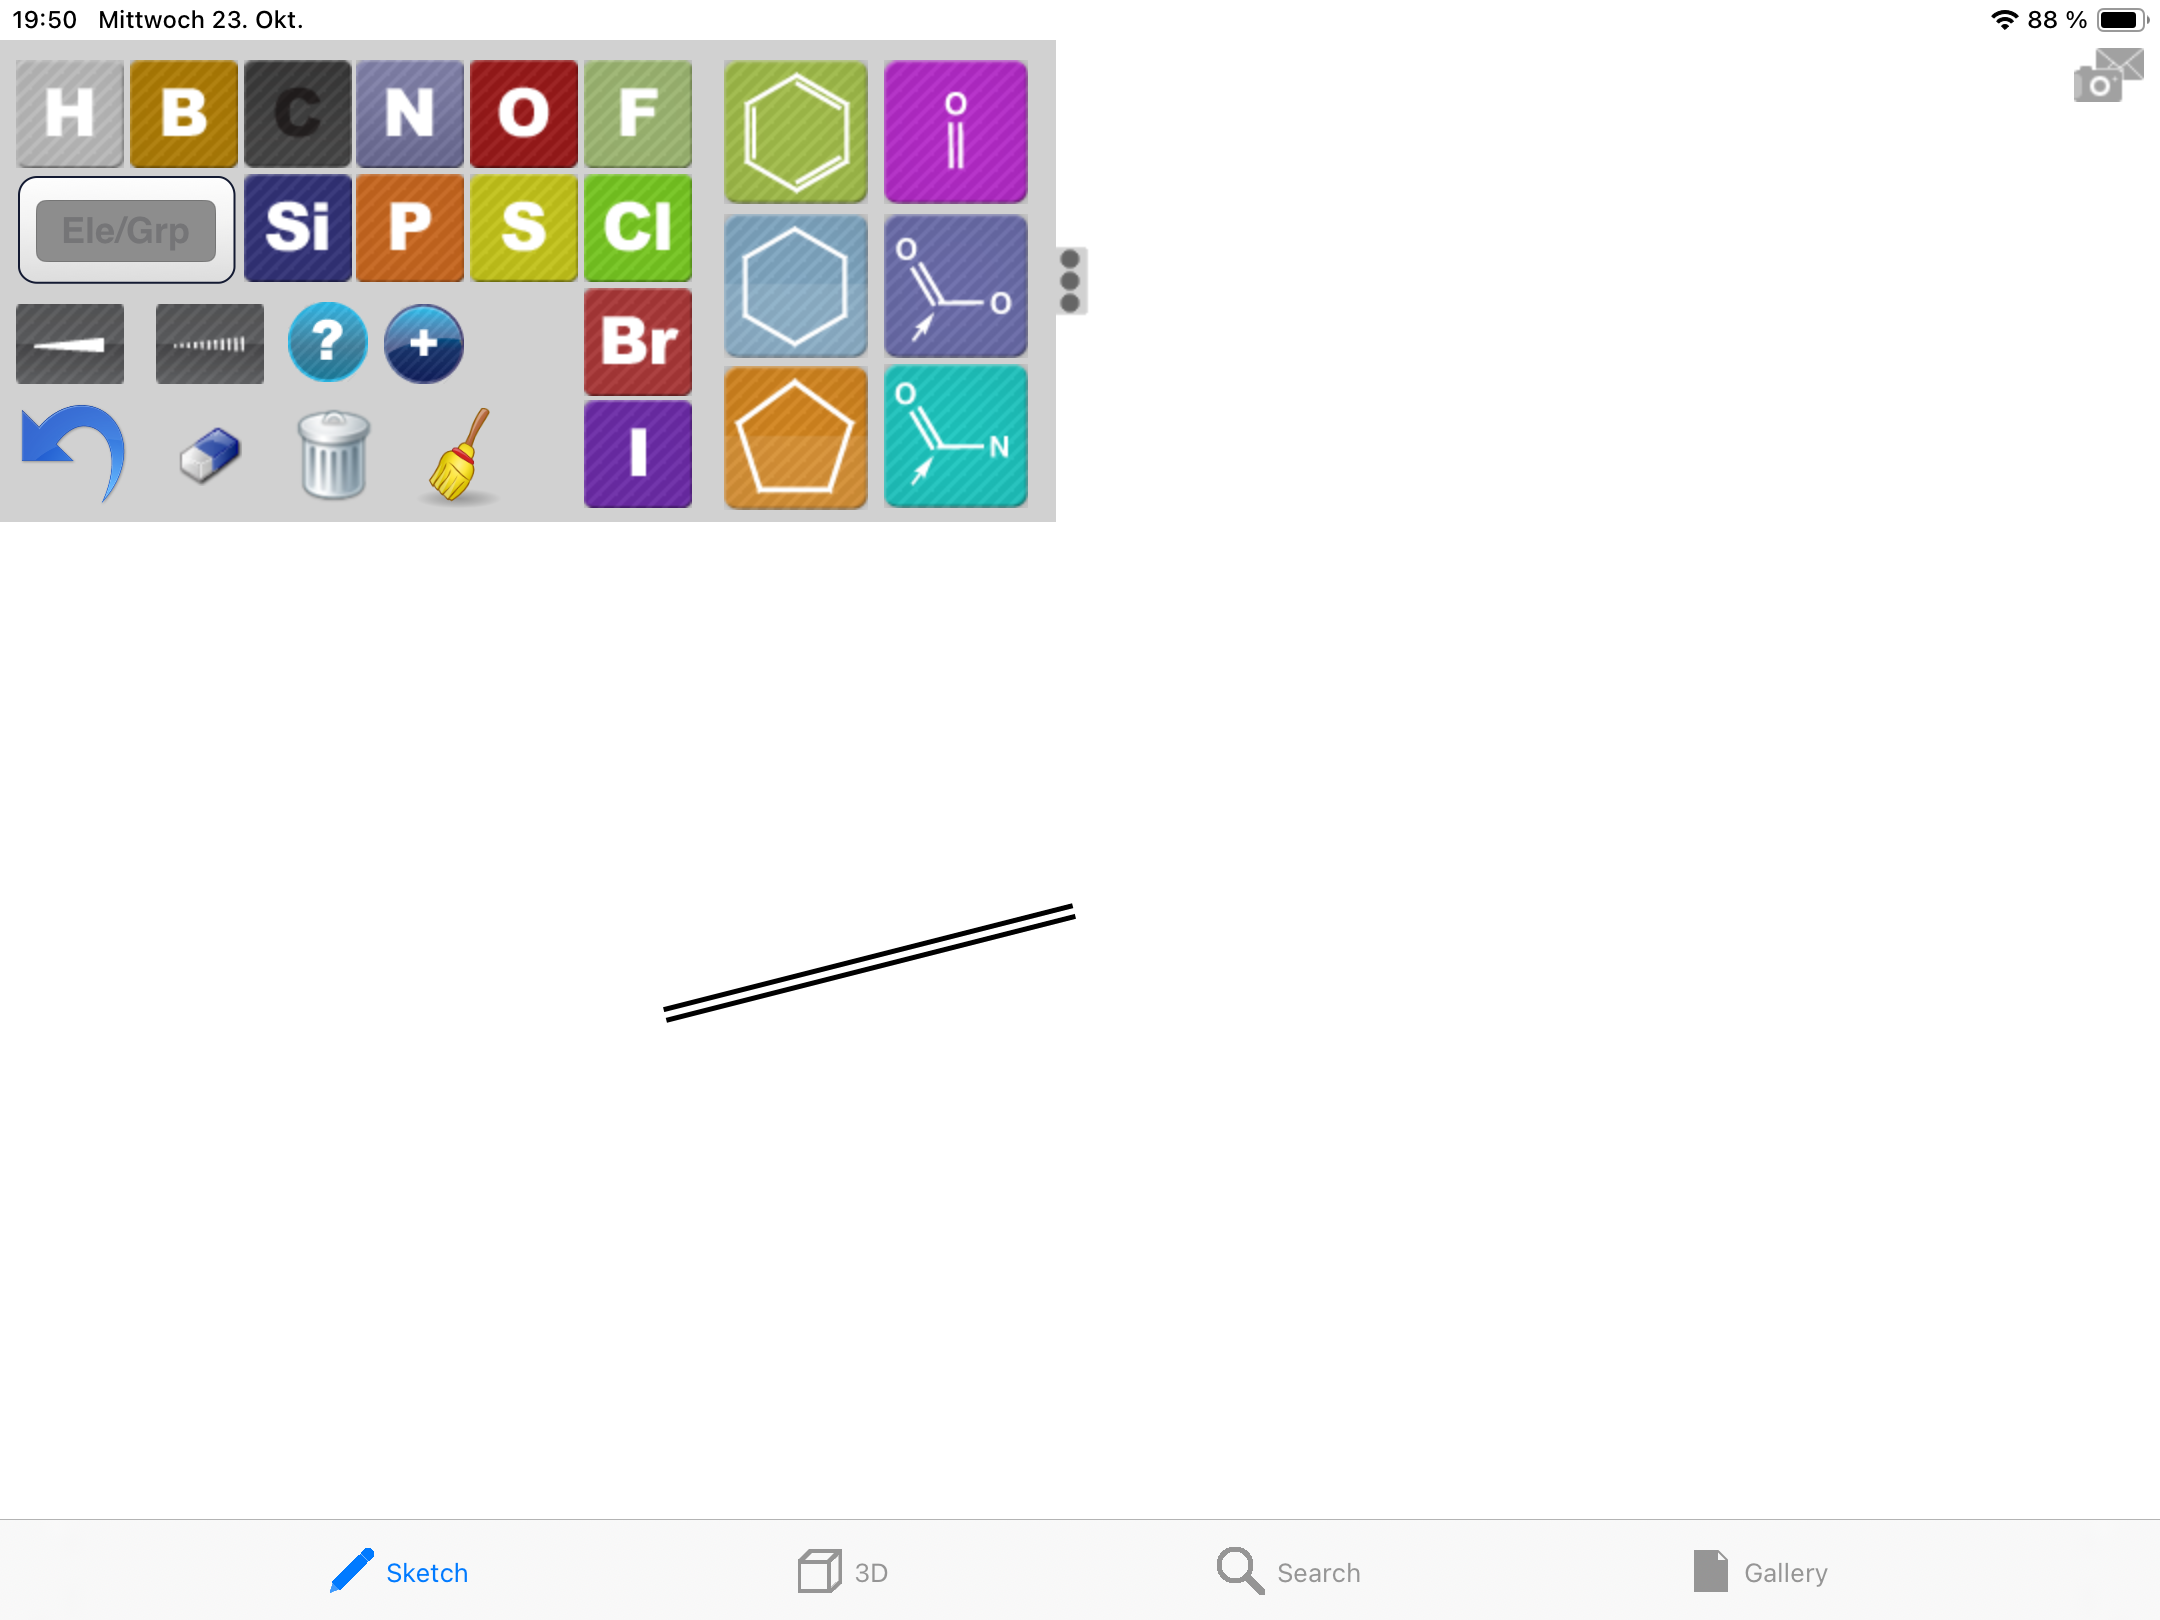 19:50 Mittwoch 23. Okt. 88 %
H B C N O F
O
Ele/Grp Si P S Cl
O O
? + Br
O N
I
Sketch 3D Search Gallery